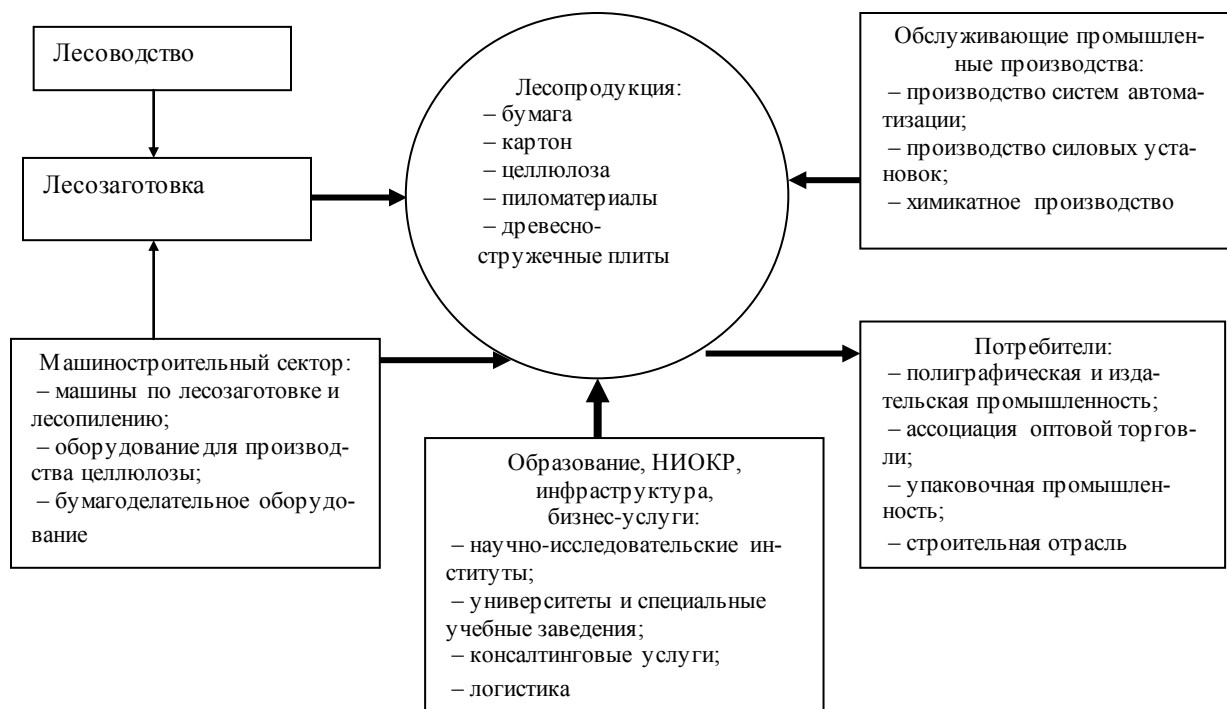 Лесоводство
Лесозаготовка
Машиностроительный сектор:
– машины по лесозаготовке и
лесопилению;
– оборудование для производ-
ства целлюлозы;
– бумагоделательное оборудо-
вание
Лесопродукция:
– бумага
– картон
– целлюлоза
– пиломатериалы
– древесно-
стружечные плиты
Образование, НИОКР,
инфраструктура,
бизнес-услуги:
– научно-исследовательские ин-
ституты;
– университеты и специальные
учебные заведения;
– консалтинговые услуги;
– логистика
Обслуживающие промышлен-
ные производства:
– производство систем автома-
тизации;
– производство силовых уста-
новок;
– химикатное производство
Потребители:
– полиграфическая и изда-
тельская промышленность;
– ассоциация оптовой торгов-
ли;
– упаковочная промышлен-
ность;
– строительная отрасль